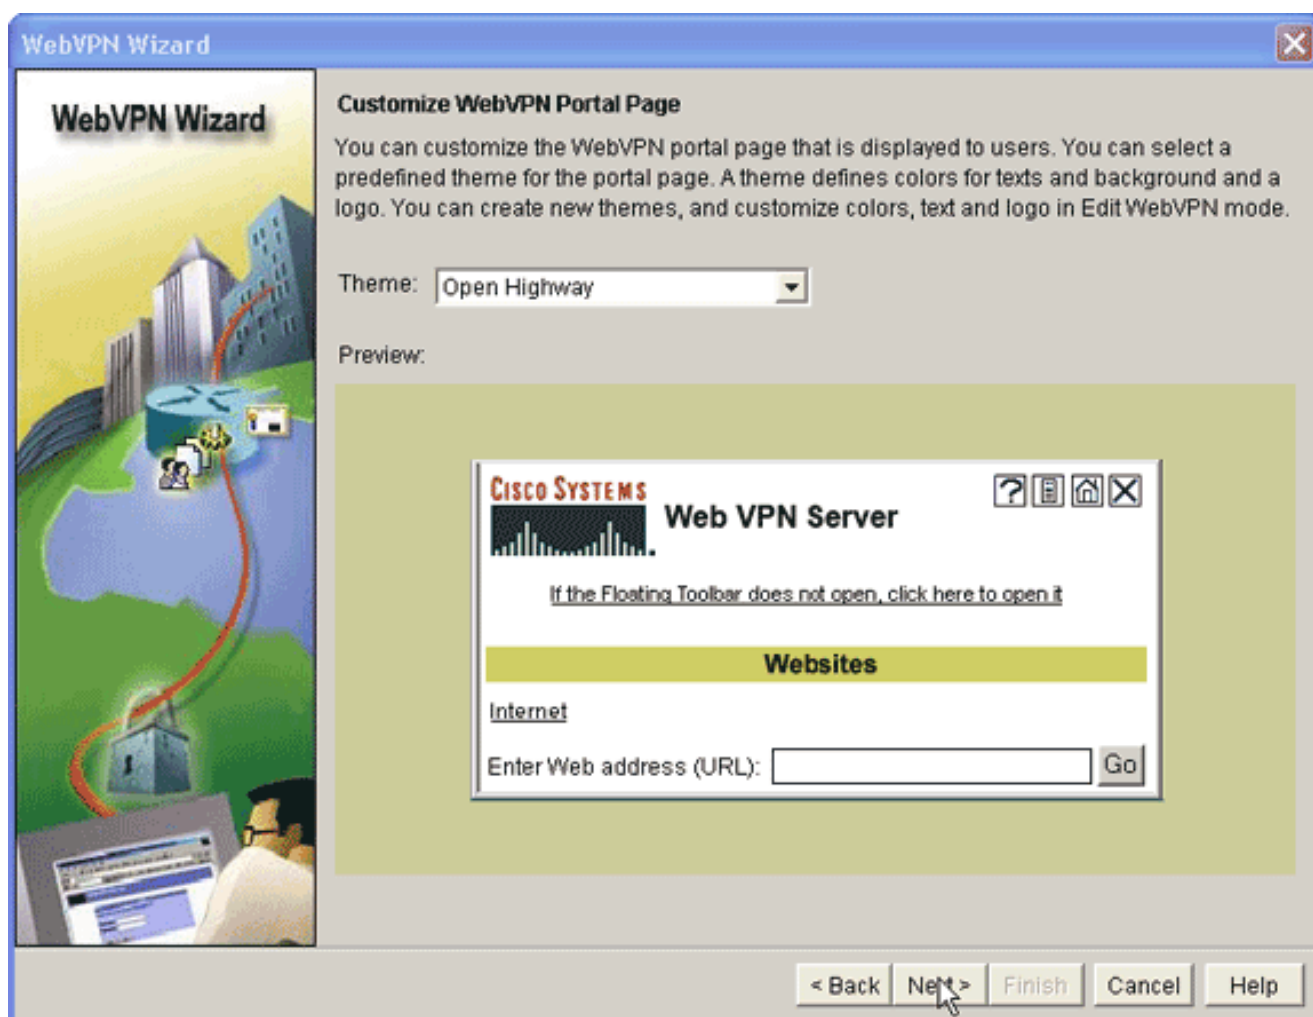 WebVPN Wizard
WebVPN Wizard
Customize WebVPN Portal Page
You can customize the WebVPN portal page that is displayed to users. You can select a
predefined theme for the portal page. A theme defines colors for texts and background and a
logo. You can create new themes, and customize colors, text and logo in Edit WebVPN mode.
Theme: Open Highway
Preview:
CISCO SYSTEMS
Web VPN Server
If the Floating Toolbar does not open, click here to open it
Websites
Internet
Enter Web address (URL): Go
< Back Next > Finish Cancel Help